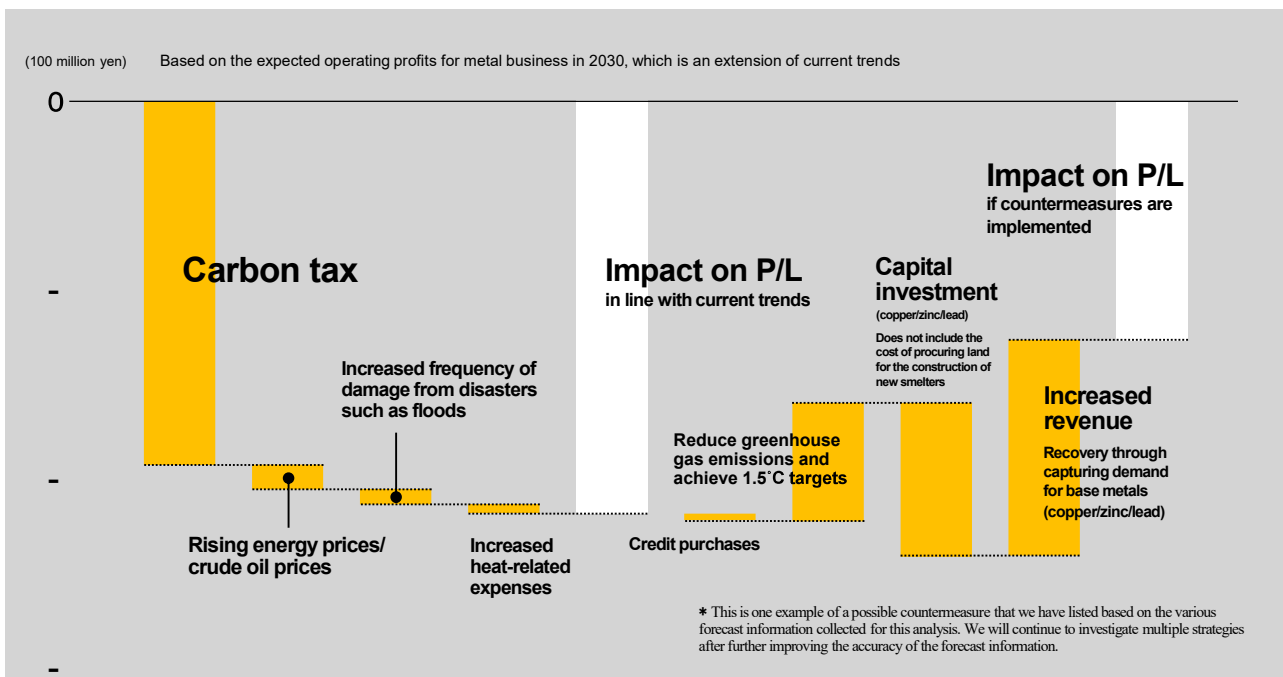 (100 million yen)
Based on the expected operating profits for metal business in 2030, which is an extension of current trends
0
-
-
-
Carbon tax
Rising energy prices/
crude oil prices
Increased frequency of
damage from disasters
such as floods
Increased
heat-related
expenses
Impact on P/L
in line with current trends
Credit purchases
Reduce greenhouse
gas emissions and
achieve 1.5˚C targets
Capital
investment
(copper/zinc/lead)
Does not include the
cost of procuring land
for the construction of
new smelters
Increased
revenue
Recovery through
capturing demand
for base metals
(copper/zinc/lead)
Impact on P/L
if countermeasures are
implemented
* This is one example of a possible countermeasure that we have listed based on the various
forecast information collected for this analysis. We will continue to investigate multiple strategies
after further improving the accuracy of the forecast information.